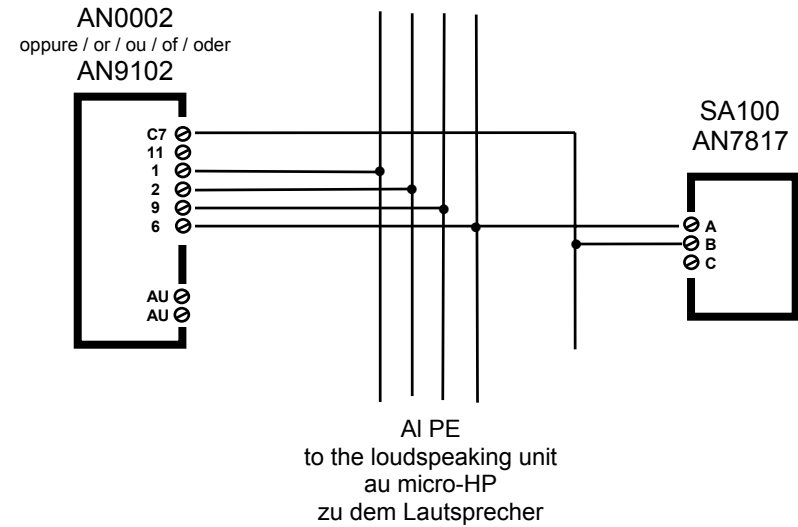 AN0002
oppure / or / ou / of / oder
AN9102
C7
11
1
2
9
6
AU
AU
SA100
AN7817
A
B
C
Al PE
to the loudspeaking unit
au micro-HP
zu dem Lautsprecher